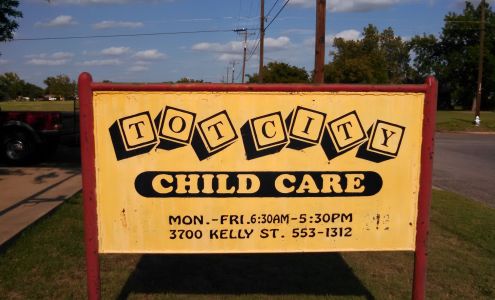 TOT CITY
CHILD CARE
MON.-FRI. 6:30AM-5:30PM
3700 KELLY ST. 553-1312